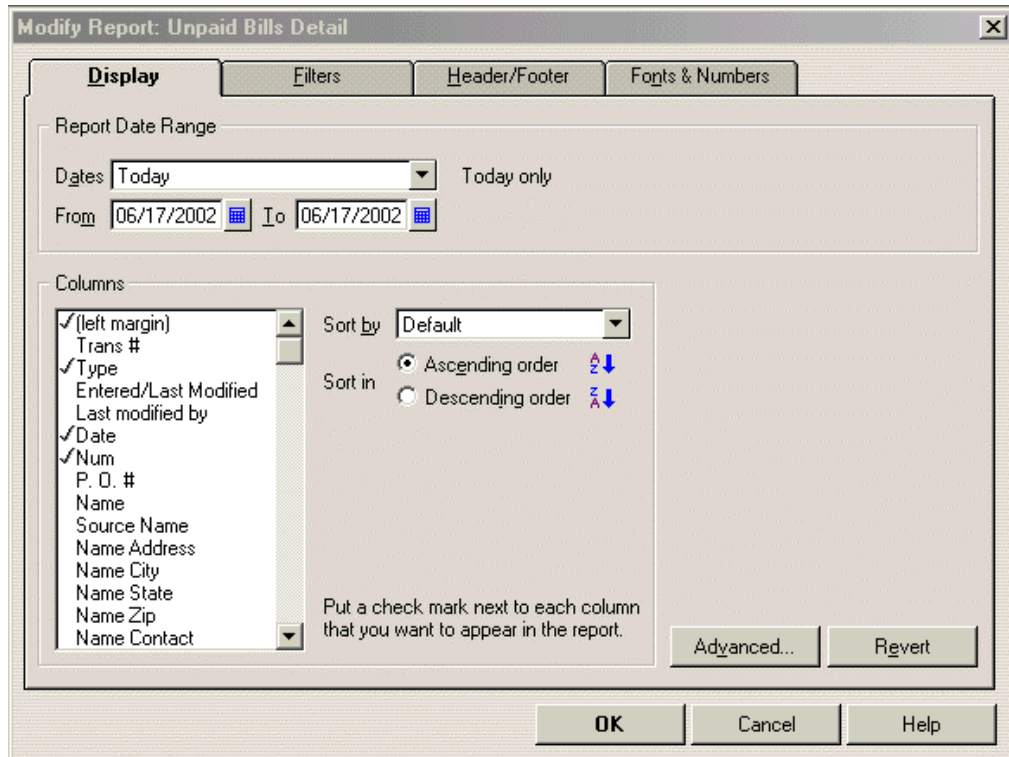 Modify Report: Unpaid Bills Detail
Display Filters Header/Footer Fonts & Numbers
Report Date Range
Dates Today Today only
From 06/17/2002 To 06/17/2002
Columns
✓(left margin)
Trans #
✓Type
Entered/Last Modified
Last modified by
✓Date
✓Num
P. O. #
Name
Source Name
Name Address
Name City
Name State
Name Zip
Name Contact
Sort by Default
Sort in
Ascending order
Descending order
Put a check mark next to each column
that you want to appear in the report.
Advanced... Revert
OK Cancel Help